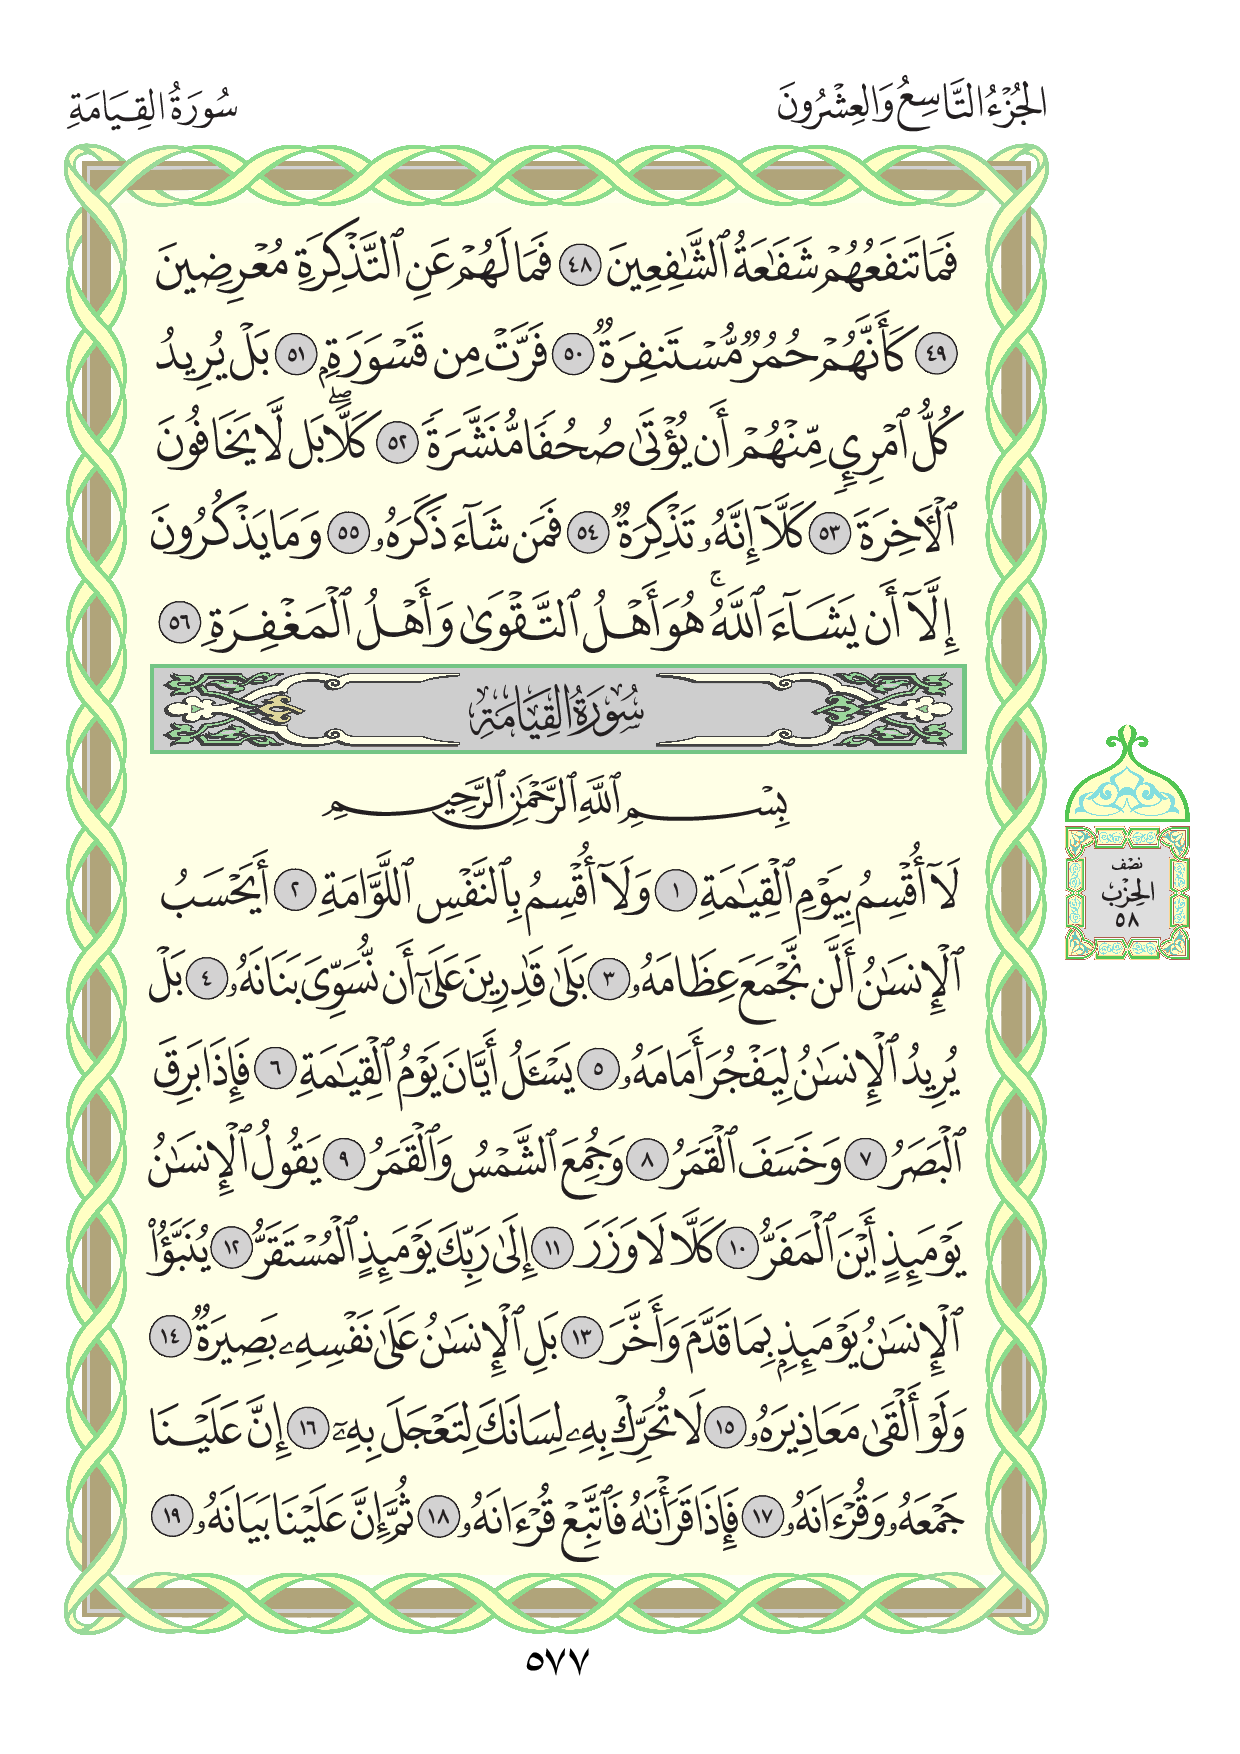 الجُزْءُ التَّاسِعُ وَالعِشْرُونَ
سُورَةُ القِيَامَةِ
فَمَا تَنفَعُهُمْ شَفَٰعَةُ ٱلشَّٰفِعِينَ ٤٨ فَمَا لَهُمْ عَنِ ٱلتَّذْكِرَةِ مُعْرِضِينَ
٤٩ كَأَنَّهُمْ حُمُرٌ مُّسْتَنفِرَةٌ ٥٠ فَرَّتْ مِن قَسْوَرَةٍۭ ٥١ بَلْ يُرِيدُ
كُلُّ ٱمْرِئٍ مِّنْهُمْ أَن يُؤْتَىٰ صُحُفًا مُّنَشَّرَةً ٥٢ كَلَّاۖ بَل لَّا يَخَافُونَ
ٱلْأٓخِرَةَ ٥٣ كَلَّآ إِنَّهُۥ تَذْكِرَةٌ ٥٤ فَمَن شَآءَ ذَكَرَهُۥ ٥٥ وَمَا يَذْكُرُونَ
إِلَّآ أَن يَشَآءَ ٱللَّهُۚ هُوَ أَهْلُ ٱلتَّقْوَىٰ وَأَهْلُ ٱلْمَغْفِرَةِ ٥٦
سُورَةُ القِيَامَةِ
بِسْمِ ٱللَّهِ ٱلرَّحْمَٰنِ ٱلرَّحِيمِ
لَآ أُقْسِمُ بِيَوْمِ ٱلْقِيَٰمَةِ ١ وَلَآ أُقْسِمُ بِٱلنَّفْسِ ٱللَّوَّامَةِ ٢ أَيَحْسَبُ
ٱلْإِنسَٰنُ أَلَّن نَّجْمَعَ عِظَامَهُۥ ٣ بَلَىٰ قَٰدِرِينَ عَلَىٰٓ أَن نُّسَوِّىَ بَنَانَهُۥ ٤ بَلْ
يُرِيدُ ٱلْإِنسَٰنُ لِيَفْجُرَ أَمَامَهُۥ ٥ يَسْـَٔلُ أَيَّانَ يَوْمُ ٱلْقِيَٰمَةِ ٦ فَإِذَا بَرِقَ
ٱلْبَصَرُ ٧ وَخَسَفَ ٱلْقَمَرُ ٨ وَجُمِعَ ٱلشَّمْسُ وَٱلْقَمَرُ ٩ يَقُولُ ٱلْإِنسَٰنُ
يَوْمَئِذٍ أَيْنَ ٱلْمَفَرُّ ١٠ كَلَّا لَا وَزَرَ ١١ إِلَىٰ رَبِّكَ يَوْمَئِذٍ ٱلْمُسْتَقَرُّ ١٢ يُنَبَّؤُا۟
ٱلْإِنسَٰنُ يَوْمَئِذٍۭ بِمَا قَدَّمَ وَأَخَّرَ ١٣ بَلِ ٱلْإِنسَٰنُ عَلَىٰ نَفْسِهِۦ بَصِيرَةٌ ١٤
وَلَوْ أَلْقَىٰ مَعَاذِيرَهُۥ ١٥ لَا تُحَرِّكْ بِهِۦ لِسَانَكَ لِتَعْجَلَ بِهِۦٓ ١٦ إِنَّ عَلَيْنَا
جَمْعَهُۥ وَقُرْءَانَهُۥ ١٧ فَإِذَا قَرَأْنَٰهُ فَٱتَّبِعْ قُرْءَانَهُۥ ١٨ ثُمَّ إِنَّ عَلَيْنَا بَيَانَهُۥ ١٩
نِصْف
الحِزْبِ
٥٨
٥٧٧